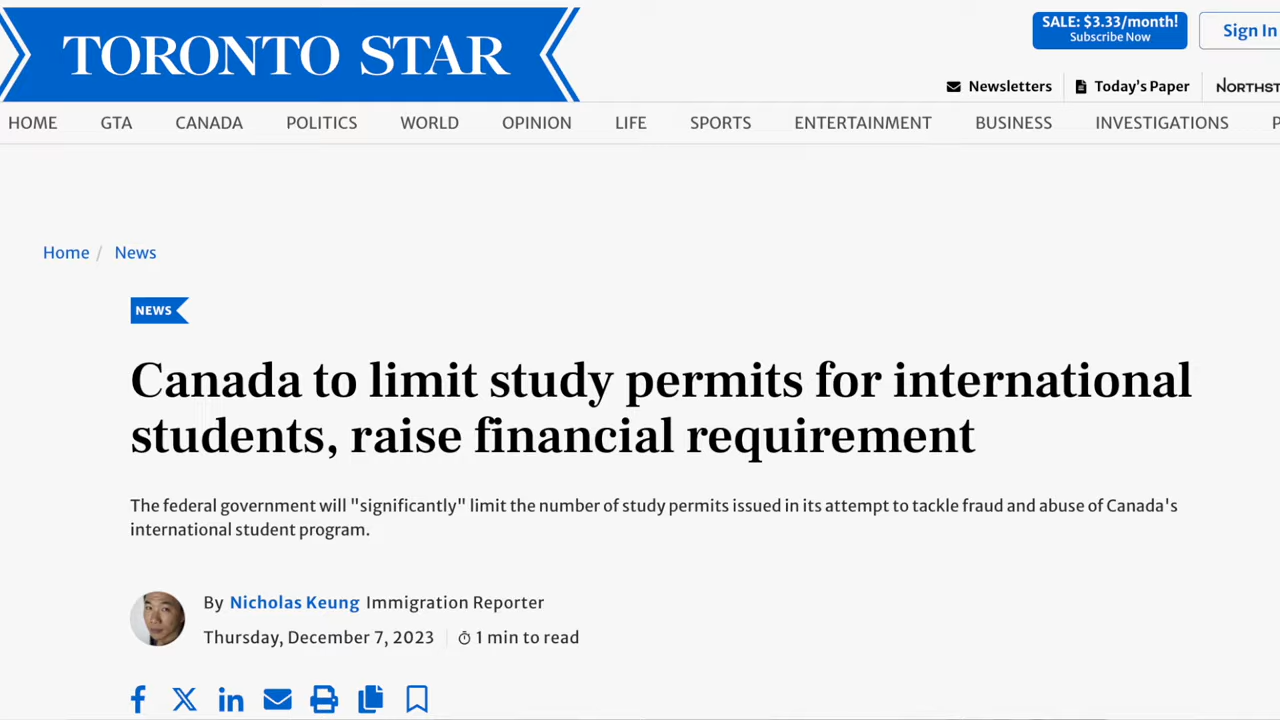 TORONTO STAR
SALE: $3.33/month!
Subscribe Now
Sign In
Newsletters
Today's Paper
NORTHST
HOME GTA CANADA POLITICS WORLD OPINION LIFE SPORTS ENTERTAINMENT BUSINESS INVESTIGATIONS P
Home / News
NEWS
Canada to limit study permits for international
students, raise financial requirement
The federal government will "significantly" limit the number of study permits issued in its attempt to tackle fraud and abuse of Canada's
international student program.
By Nicholas Keung Immigration Reporter
Thursday, December 7, 2023 1 min to read